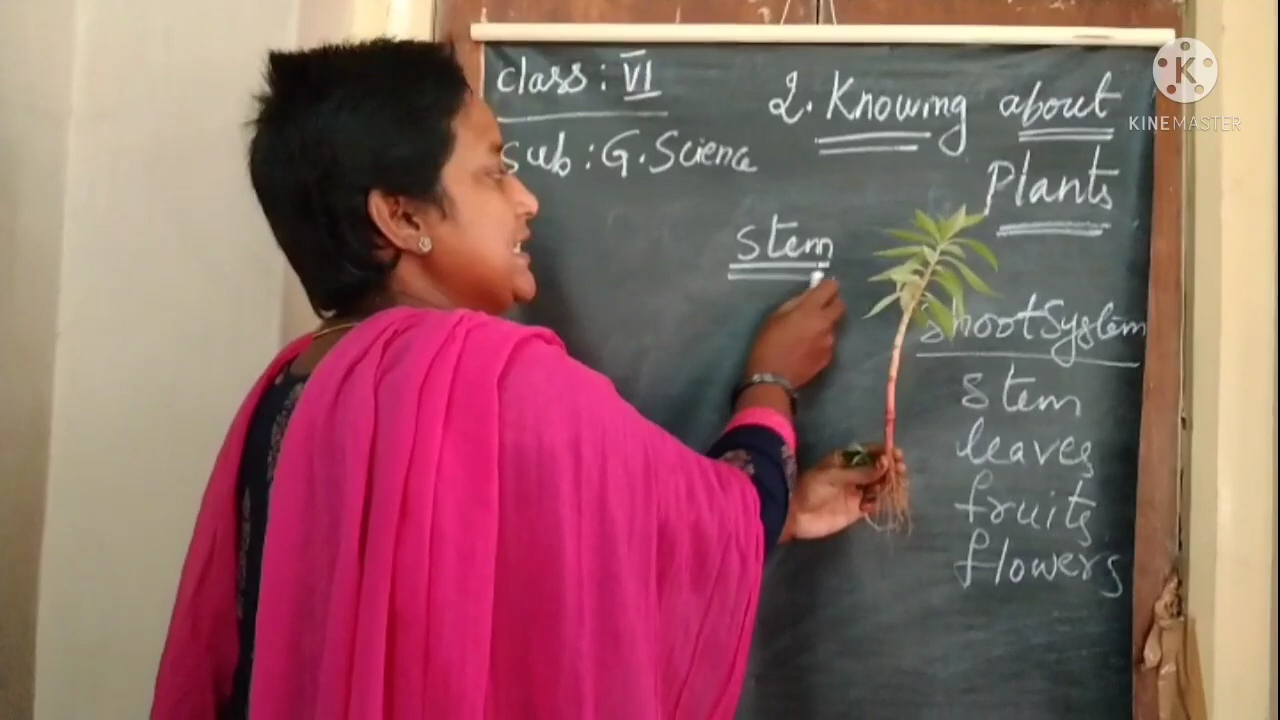 class : VI
Sub : G. Science
2. Knowing about
Plants
Stem
Shoot System
Stem
leaves
fruits
flowers
KINEMASTER